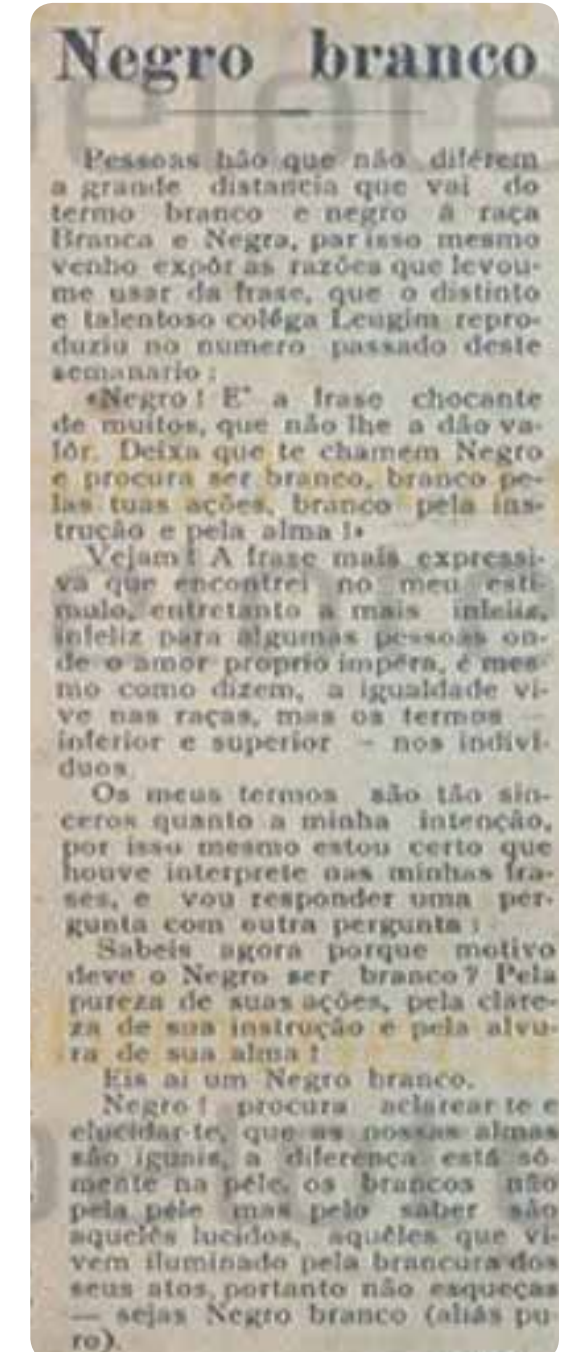 Negro branco
Pessoas hão que não diférem
a grande distancia que vai do
termo branco e negro á raça
Branca e Negra, par isso mesmo
venho expôr as razões que levou-
me usar da frase, que o distinto
e talentoso coléga Leugim repro-
duziu no numero passado deste
semanario:
«Negro! E' a frase chocante
de muitos, que não lhe a dão va-
lôr. Deixa que te chamem Negro
e procura ser branco, branco pe-
las tuas ações, branco pela ins-
trução e pela alma!»
Vejam! A frase mais expressi-
va que encontrei no meu esti-
mulo, entretanto a mais infeliz,
infeliz para algumas pessoas on-
de o amor proprio impéra, é mes-
mo como dizem, a igualdade vi-
ve nas raças, mas os termos —
inferior e superior — nos indivi-
duos.
Os meus termos são tão sin-
ceros quanto a minha intenção,
por isso mesmo estou certo que
houve interprete nas minhas fra-
ses, e vou responder uma per-
gunta com outra pergunta:
Sabeis agora porque motivo
deve o Negro ser branco? Pela
pureza de suas ações, pela clare-
za de sua instrução e pela alvu-
ra de sua alma!
Eis ai um Negro branco.
Negro! procura aclarear-te e
elucidar-te, que as nossas almas
são iguais, a diferença está só-
mente na péle, os brancos não
pela péle mas pelo saber são
aquelês lucidos, aquêles que vi-
vem iluminado pela brancura dos
seus atos, portanto não esqueças
— sejas Negro branco (aliás pu-
ro).